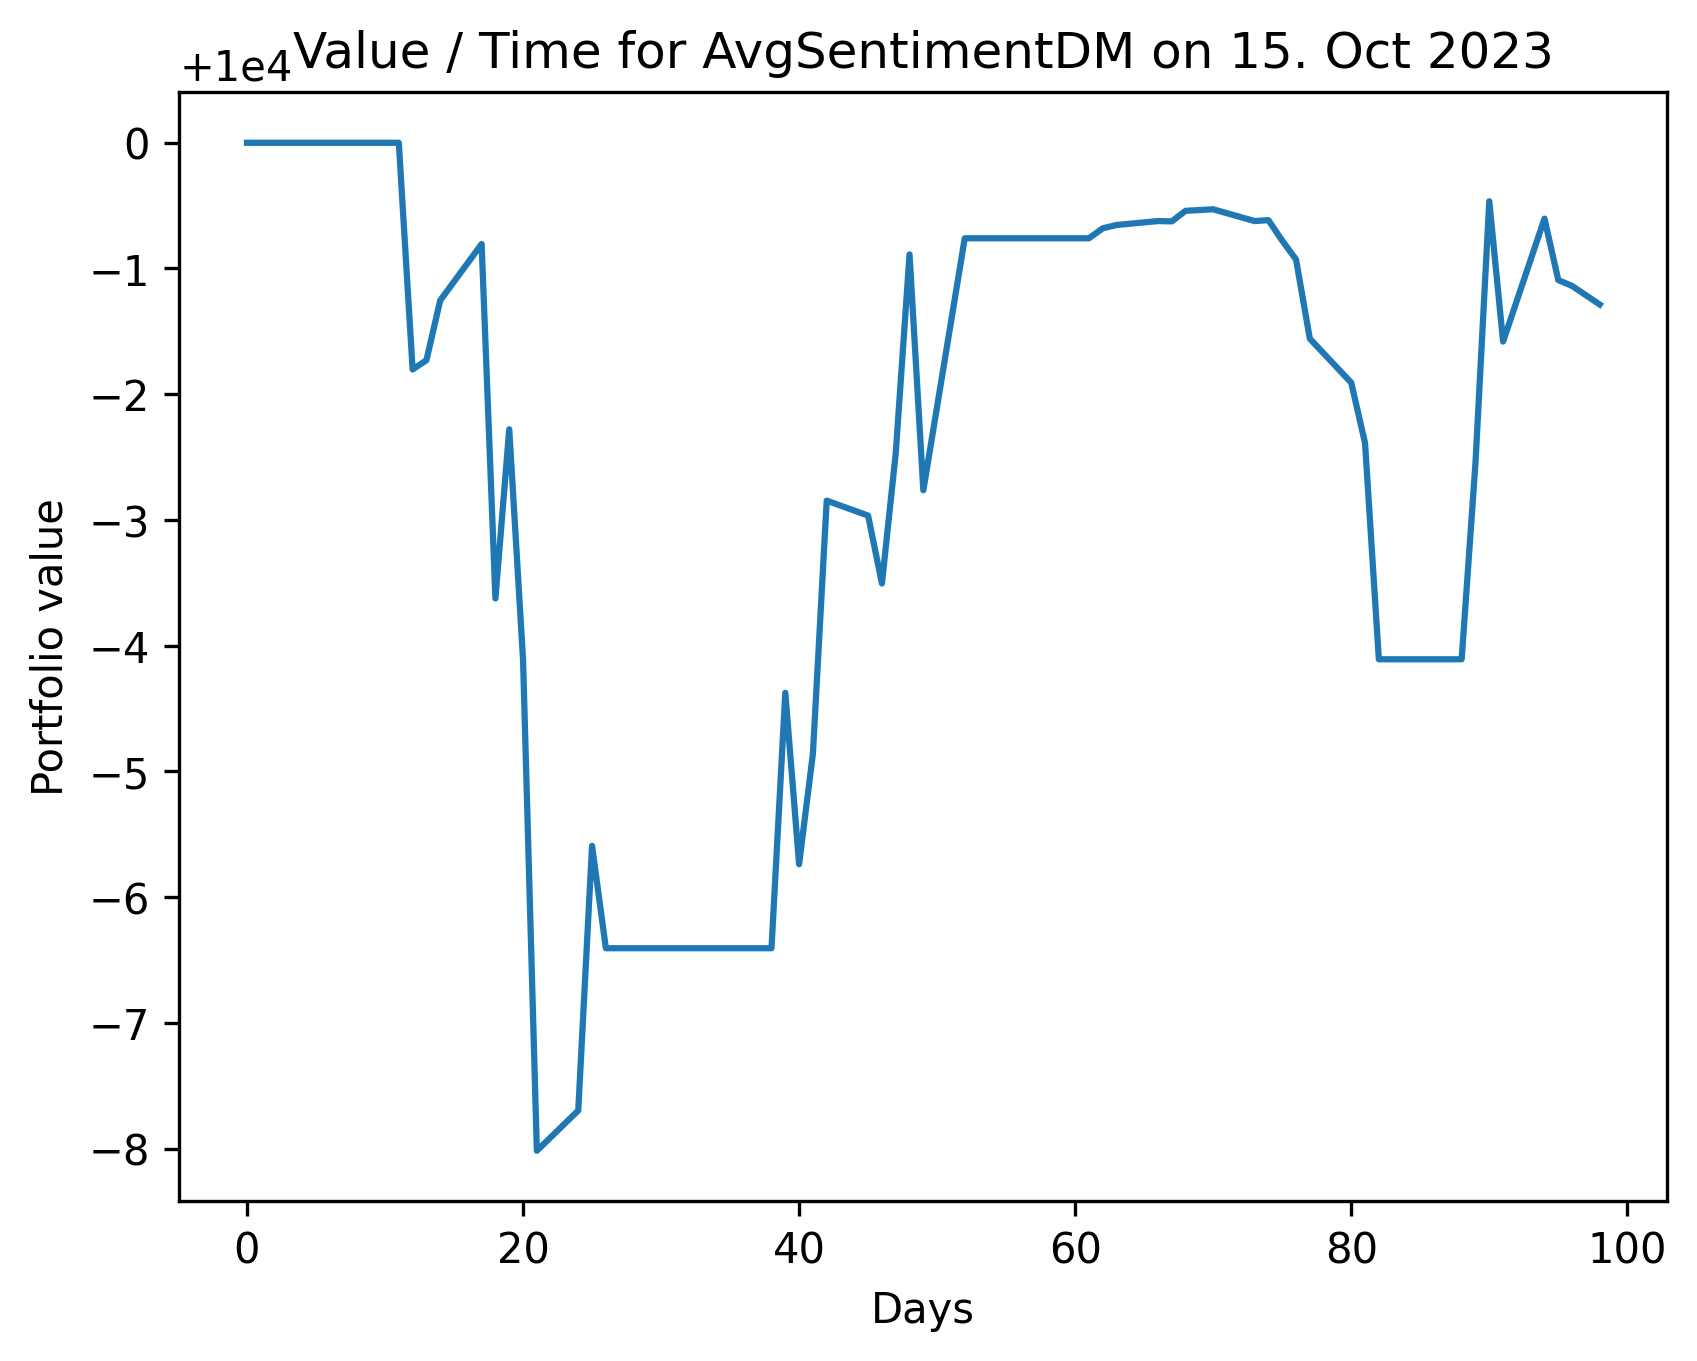 Value / Time for AvgSentimentDM on 15. Oct 2023
+1e4
0
−1
−2
−3
−4
−5
−6
−7
−8
Portfolio value
0 20 40 60 80 100
Days